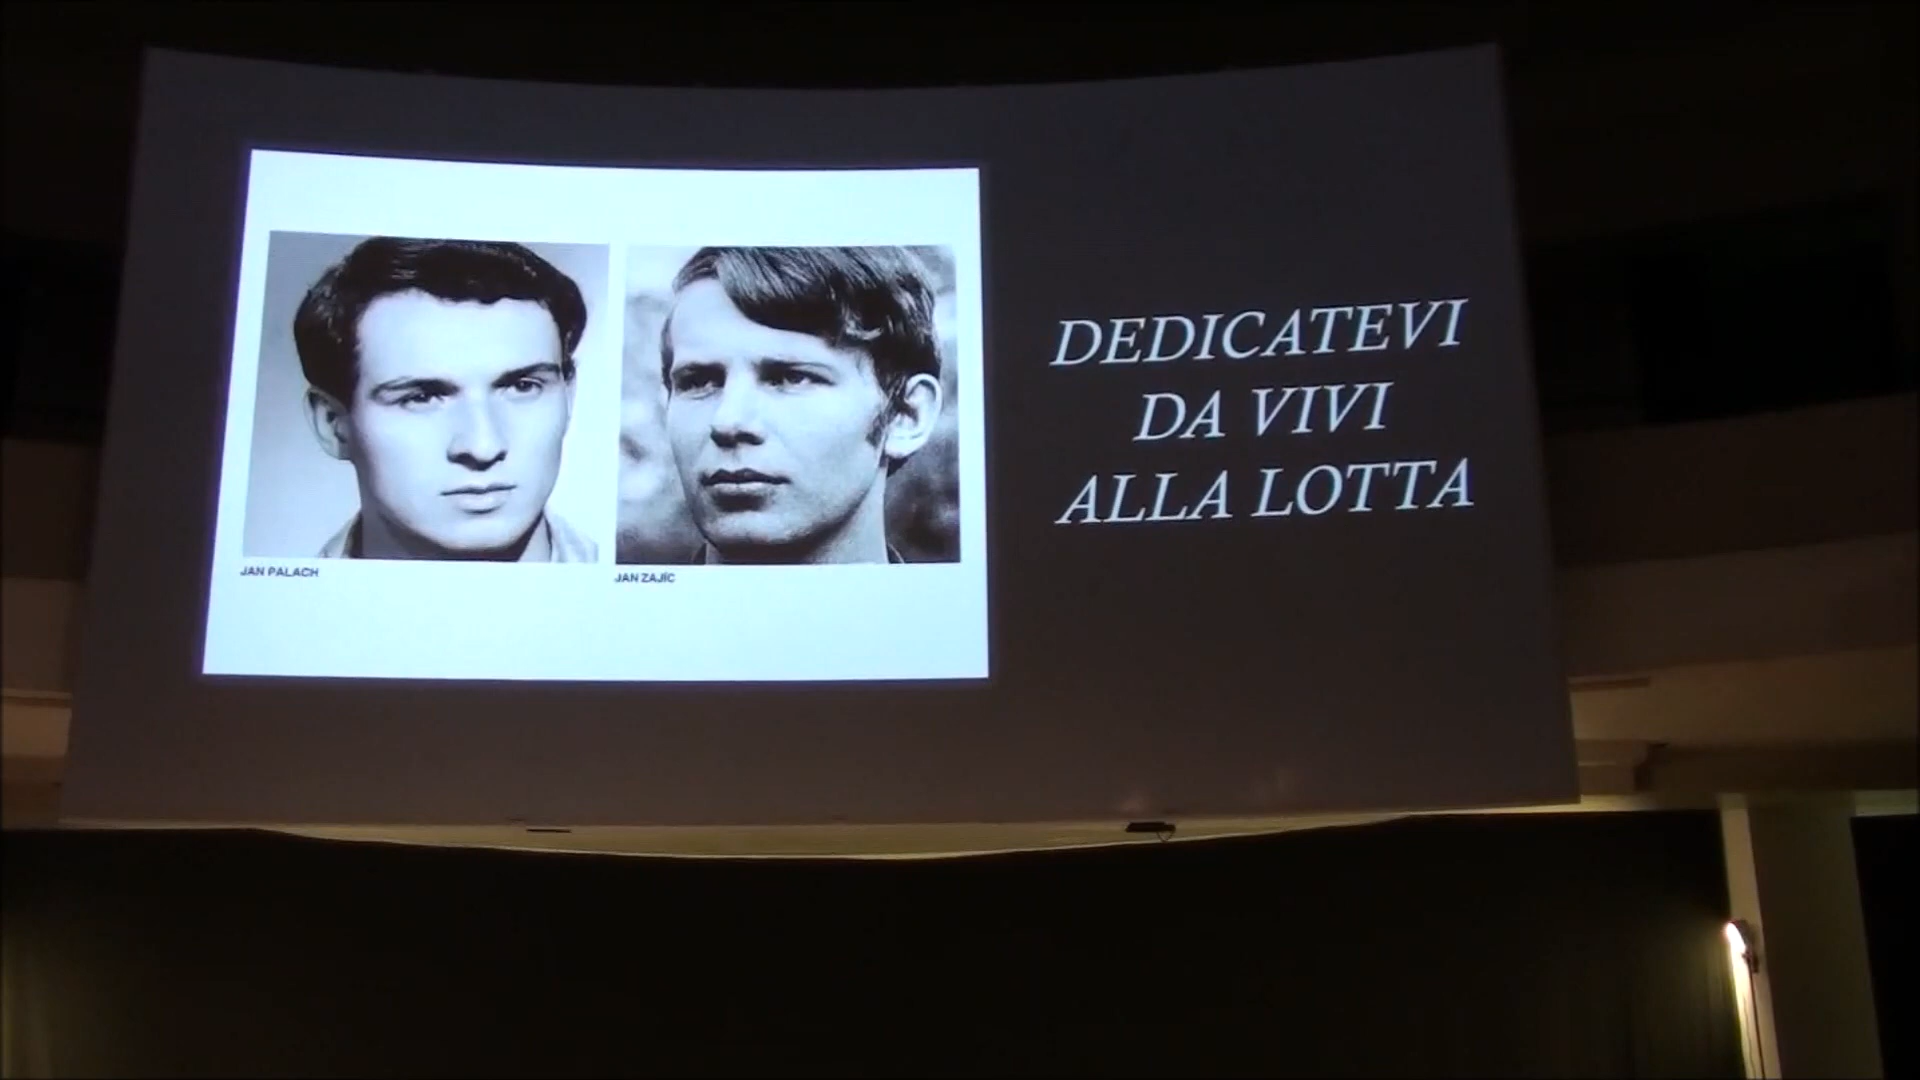 JAN PALACH
JAN ZAJÍC
DEDICATEVI
DA VIVI
ALLA LOTTA